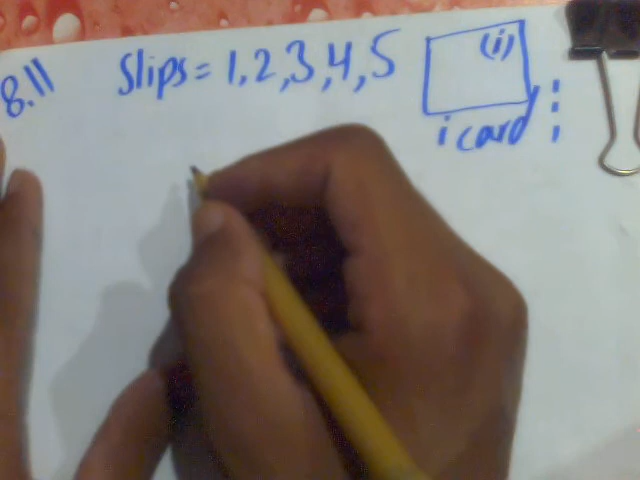 8.11
Slips = 1,2,3,4,5
(i)
i card